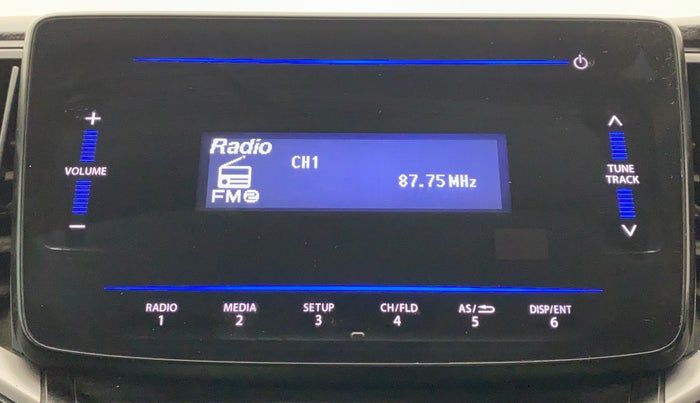 +
VOLUME
−
Radio
CH1
87.75 MHz
FM2
TUNE
TRACK
RADIO
1
MEDIA
2
SETUP
3
CH/FLD
4
AS/
5
DISP/ENT
6